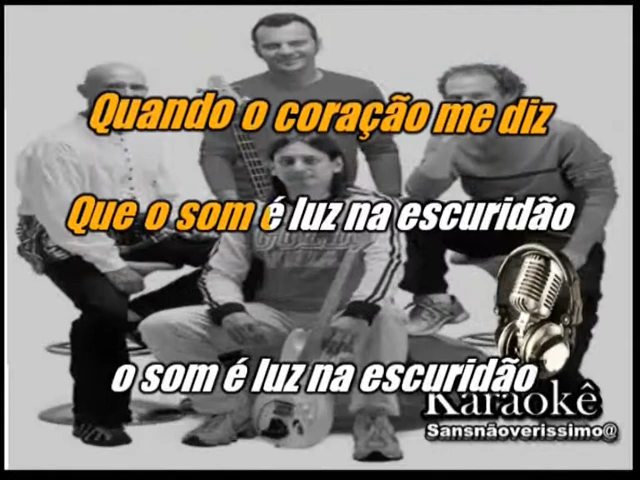 Quando o coração me diz
Que o som é luz na escuridão
o som é luz na escuridão
Karaokê
Sansnãoverissimo@